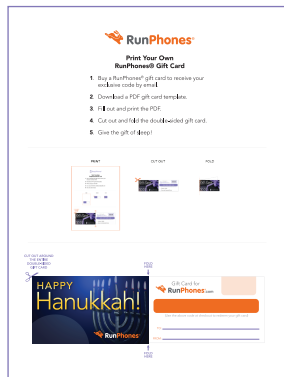 RunPhones®
Print Your Own
RunPhones® Gift Card
1. Buy a RunPhones® gift card to receive your
exclusive code by email.
2. Download a PDF gift card template.
3. Fill out and print the PDF.
4. Cut out and fold the double-sided gift card.
5. Give the gift of sleep!
PRINT
CUT OUT
FOLD
CUT OUT AROUND
THE ENTIRE
DOUBLE-SIDED
GIFT CARD
FOLD
HERE
HAPPY
Hanukkah!
RunPhones®
Gift Card for
RunPhones.com
FOLD
HERE